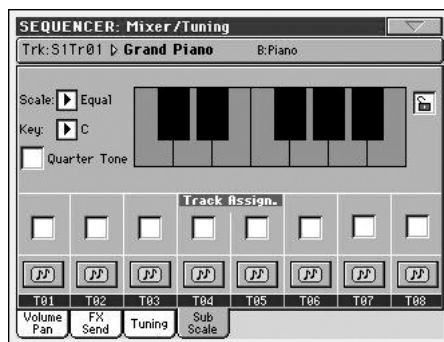 SEQUENCER: Mixer/Tuning
Trk:S1Tr01 Grand Piano B:Piano
Scale: Equal
Key: C
Quarter Tone
Track Assign.
T01 T02 T03 T04 T05 T06 T07 T08
Volume Pan FX Send Tuning Sub Scale